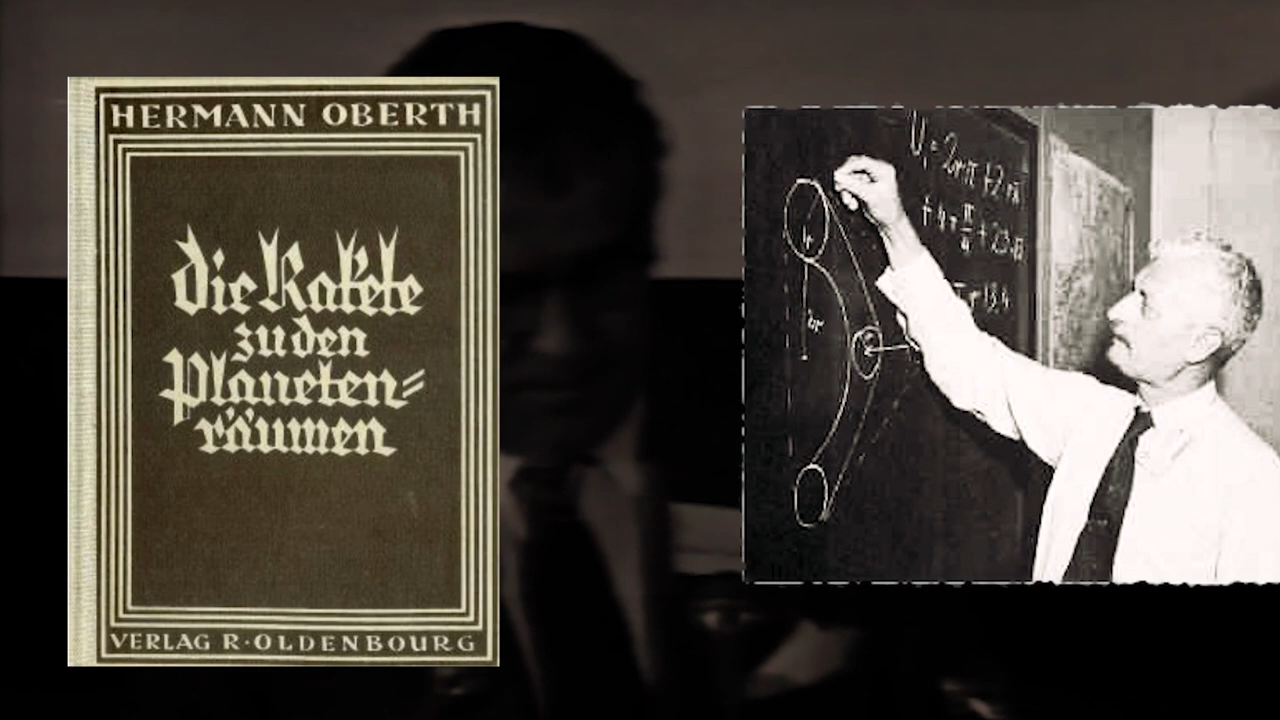 HERMANN OBERTH
die Rakete
zu den
Planeten=
räumen
VERLAG R·OLDENBOURG